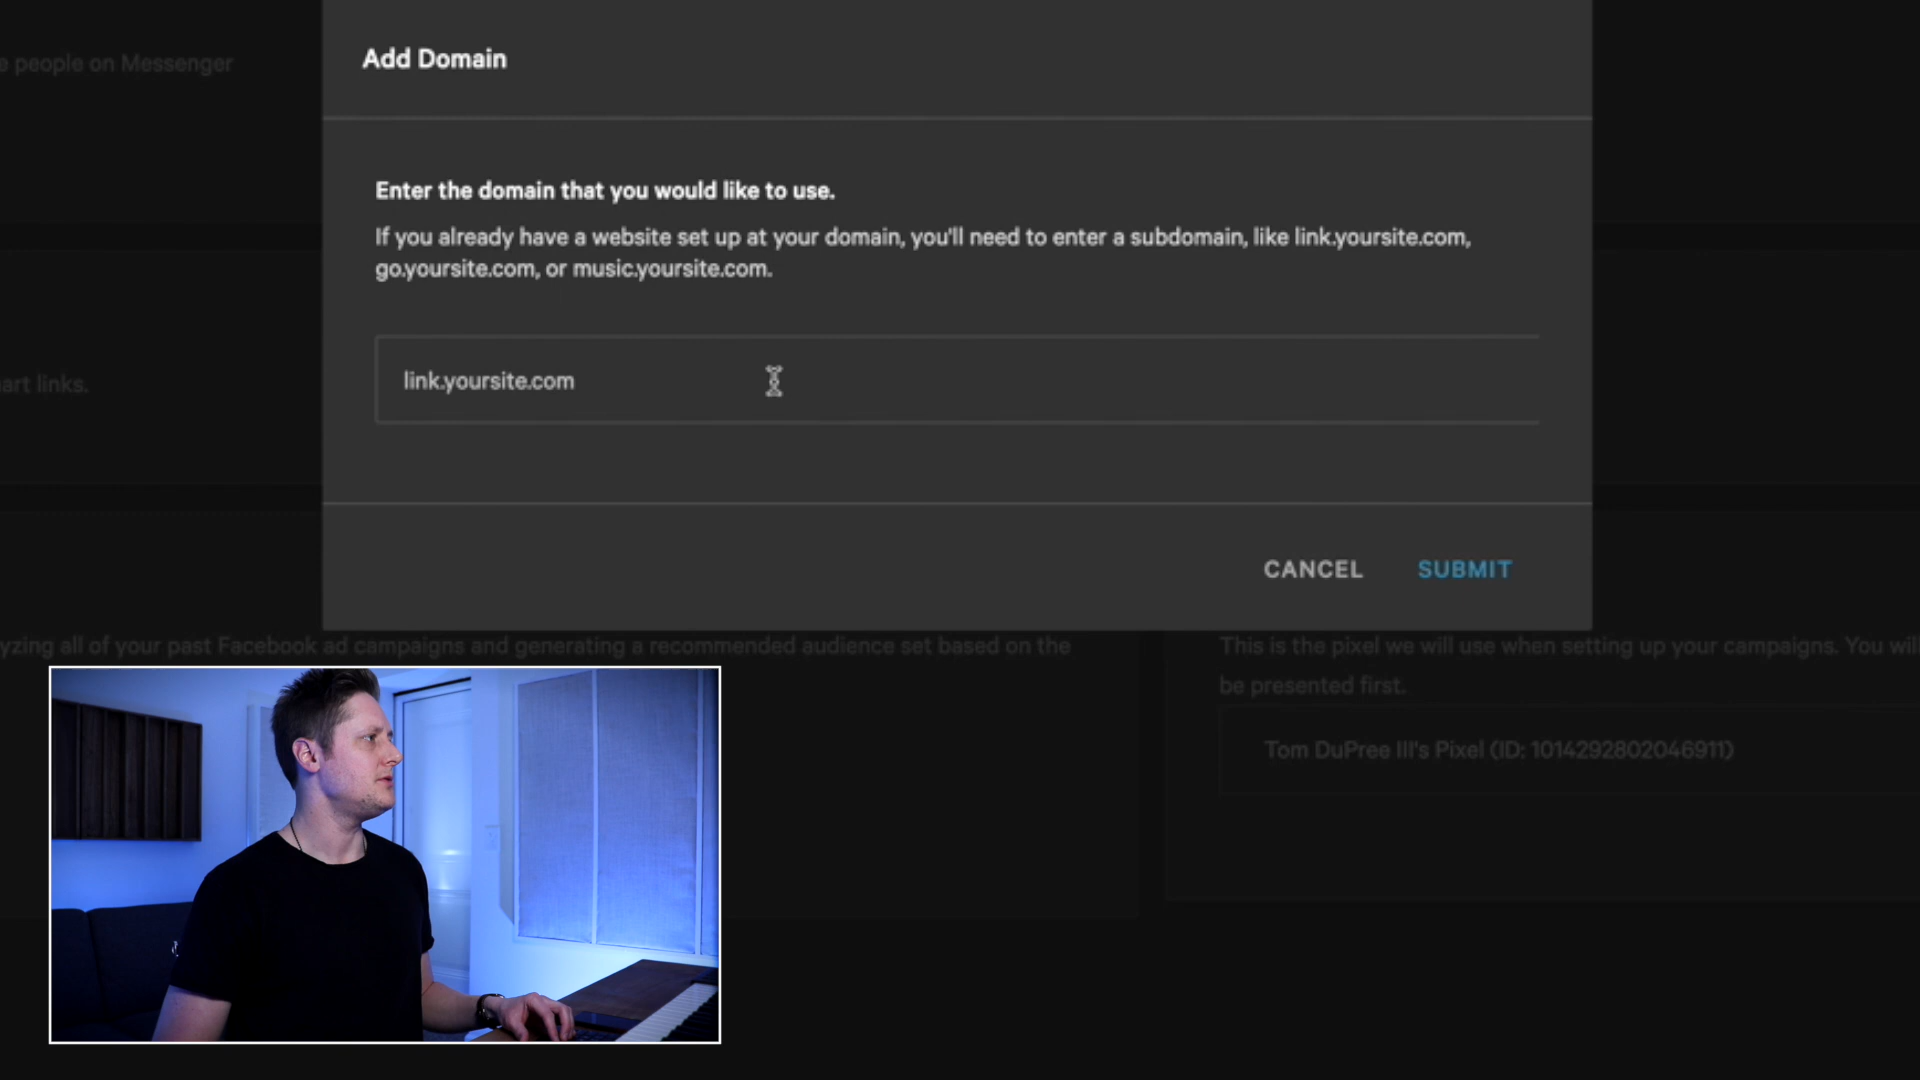 Add Domain
e people on Messenger
Enter the domain that you would like to use.
If you already have a website set up at your domain, you'll need to enter a subdomain, like link.yoursite.com,
go.yoursite.com, or music.yoursite.com.
link.yoursite.com
art links.
CANCEL SUBMIT
yzing all of your past Facebook ad campaigns and generating a recommended audience set based on the
This is the pixel we will use when setting up your campaigns. You will
be presented first.
Tom DuPree III's Pixel (ID: 1014292802046911)